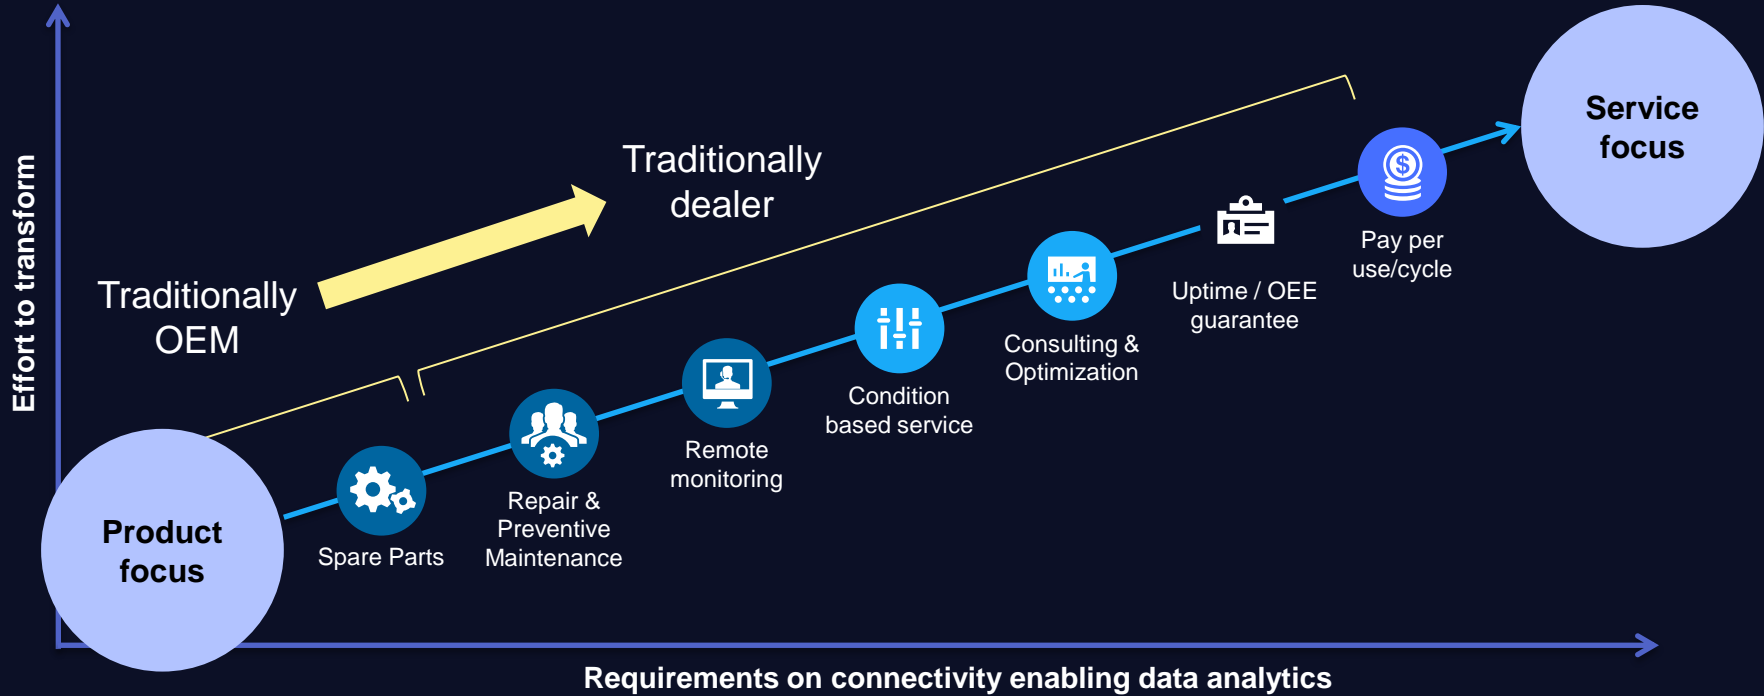 Effort to transform
Traditionally
OEM
Traditionally
dealer
Product
focus
Spare Parts
Repair &
Preventive
Maintenance
Remote
monitoring
Condition
based service
Consulting &
Optimization
Uptime / OEE
guarantee
$
Pay per
use/cycle
Service
focus
Requirements on connectivity enabling data analytics